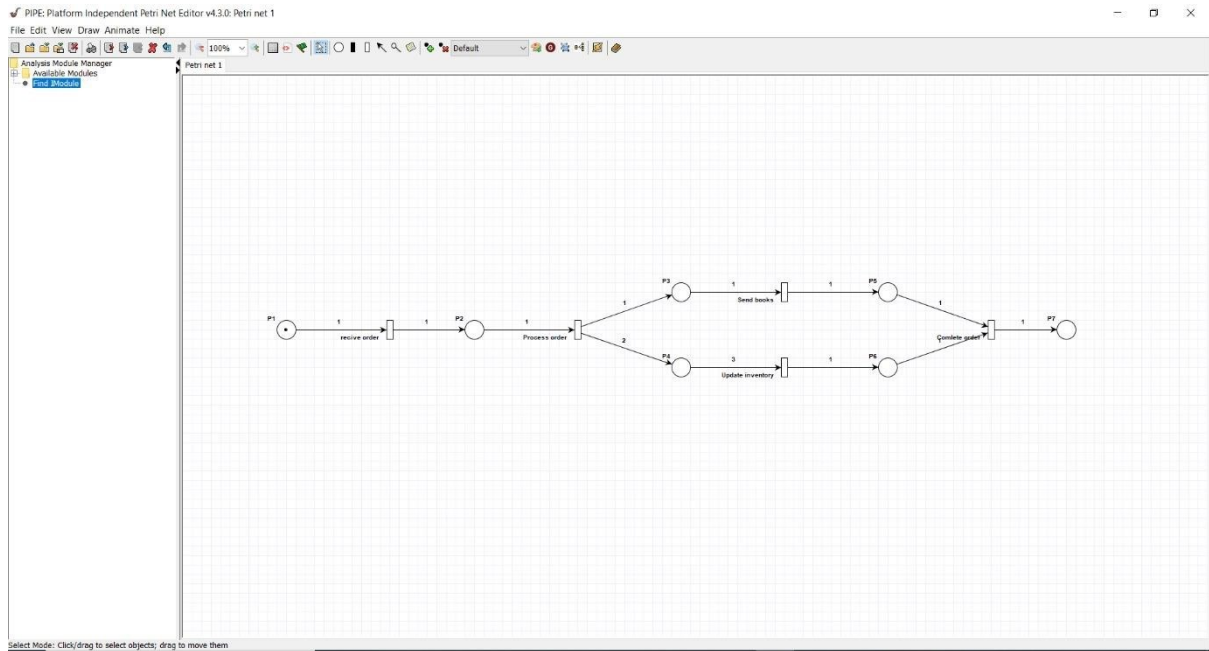 PIPE: Platform Independent Petri Net Editor v4.3.0: Petri net 1
File Edit View Draw Animate Help
100%
Default
Analysis Module Manager
Available Modules
Find IModule
Petri net 1
P1
1
recive order
1
P2
1
Process order
1
2
P3
1
Send books
1
P5
1
P4
3
Update inventory
1
P6
1
Comlete order
1
P7
Select Mode: Click/drag to select objects; drag to move them